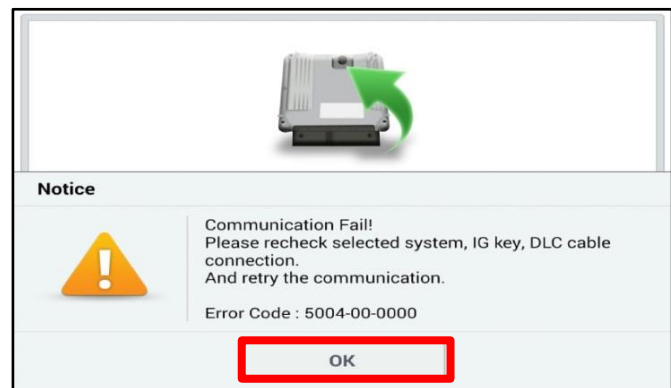 Notice
Communication Fail!
Please recheck selected system, IG key, DLC cable
connection.
And retry the communication.
Error Code : 5004-00-0000
OK